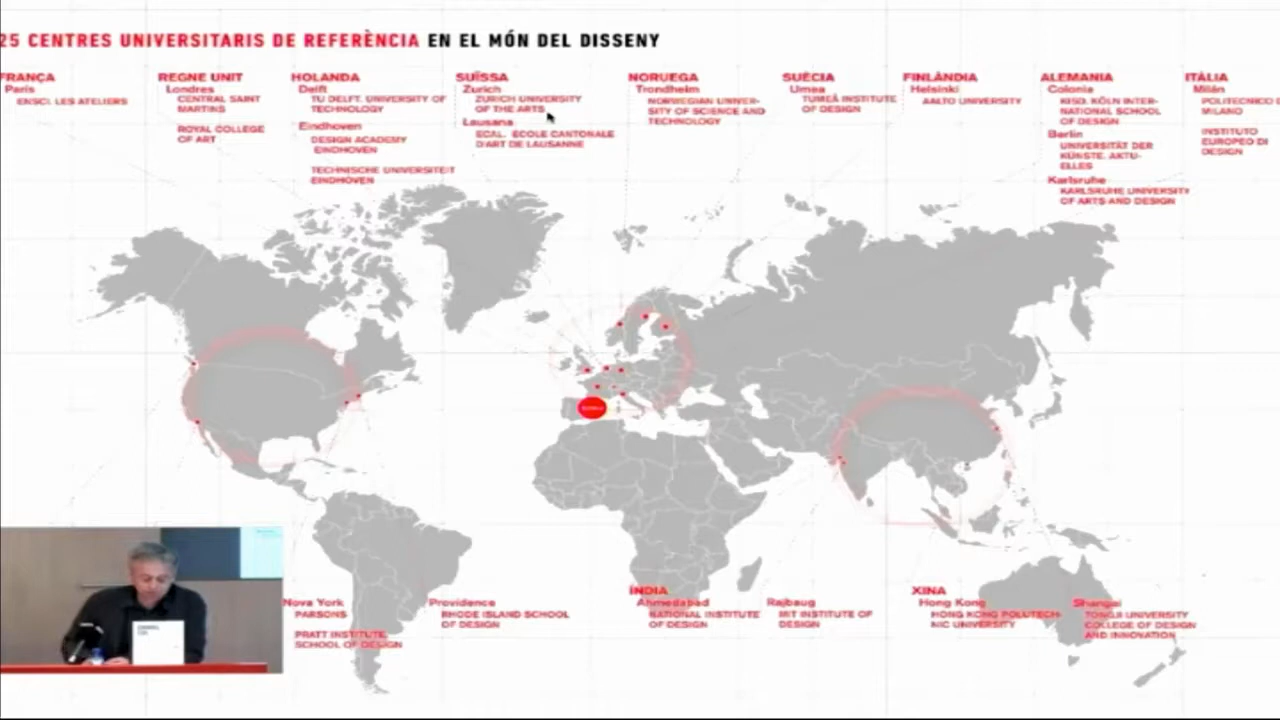 25 CENTRES UNIVERSITARIS DE REFERÈNCIA EN EL MÓN DEL DISSENY
FRANÇA
París
ENSCI. LES ATELIERS
REGNE UNIT
Londres
CENTRAL SAINT
MARTINS
ROYAL COLLEGE
OF ART
HOLANDA
Delft
TU DELFT. UNIVERSITY OF
TECHNOLOGY
Eindhoven
DESIGN ACADEMY
EINDHOVEN
TECHNISCHE UNIVERSITEIT
EINDHOVEN
SUÏSSA
Zurich
ZURICH UNIVERSITY
OF THE ARTS
Lausana
ECAL. ECOLE CANTONALE
D'ART DE LAUSANNE
NORUEGA
Trondheim
NORWEGIAN UNIVER-
SITY OF SCIENCE AND
TECHNOLOGY
SUÈCIA
Umea
INSTITUTE
OF DESIGN
FINLÀNDIA
Helsinki
AALTO UNIVERSITY
ALEMANIA
Colonia
KISD. KÖLN INTER-
NATIONAL SCHOOL
OF DESIGN
Berlin
UNIVERSITÄT DER
KÜNSTE. AKTU-
ELLES
Karlsruhe
KARLSRUHE UNIVERSITY
OF ARTS AND DESIGN
ITÀLIA
Milán
POLITECNICO D
MILANO
INSTITUTO
EUROPEO DI
DESIGN
Nova York
PARSONS
PRATT INSTITUTE
SCHOOL OF DESIGN
Providence
RHODE ISLAND SCHOOL
OF DESIGN
ÍNDIA
Ahmedabad
NATIONAL INSTITUTE
OF DESIGN
Rajbaug
MIT INSTITUTE OF
DESIGN
XINA
Hong Kong
HONG KONG POLUTECH-
NIC UNIVERSITY
Shangai
TONGJI UNIVERSITY
COLLEGE OF DESIGN
AND INNOVATION